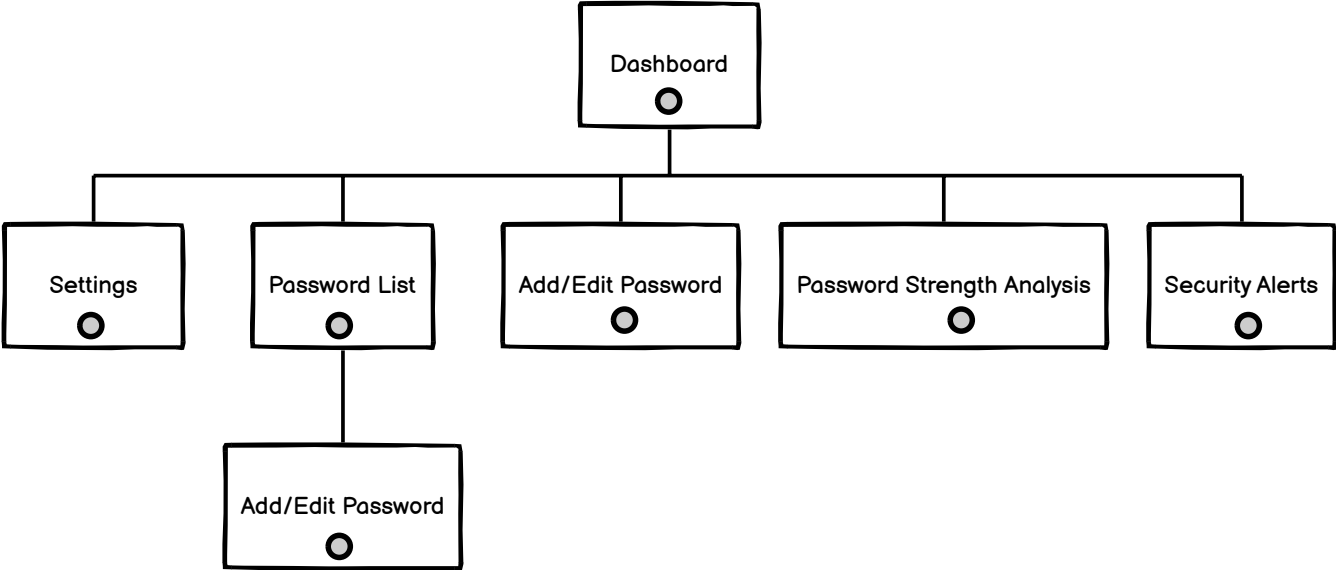 Dashboard
Settings
Password List
Add/Edit Password
Password Strength Analysis
Security Alerts
Add/Edit Password